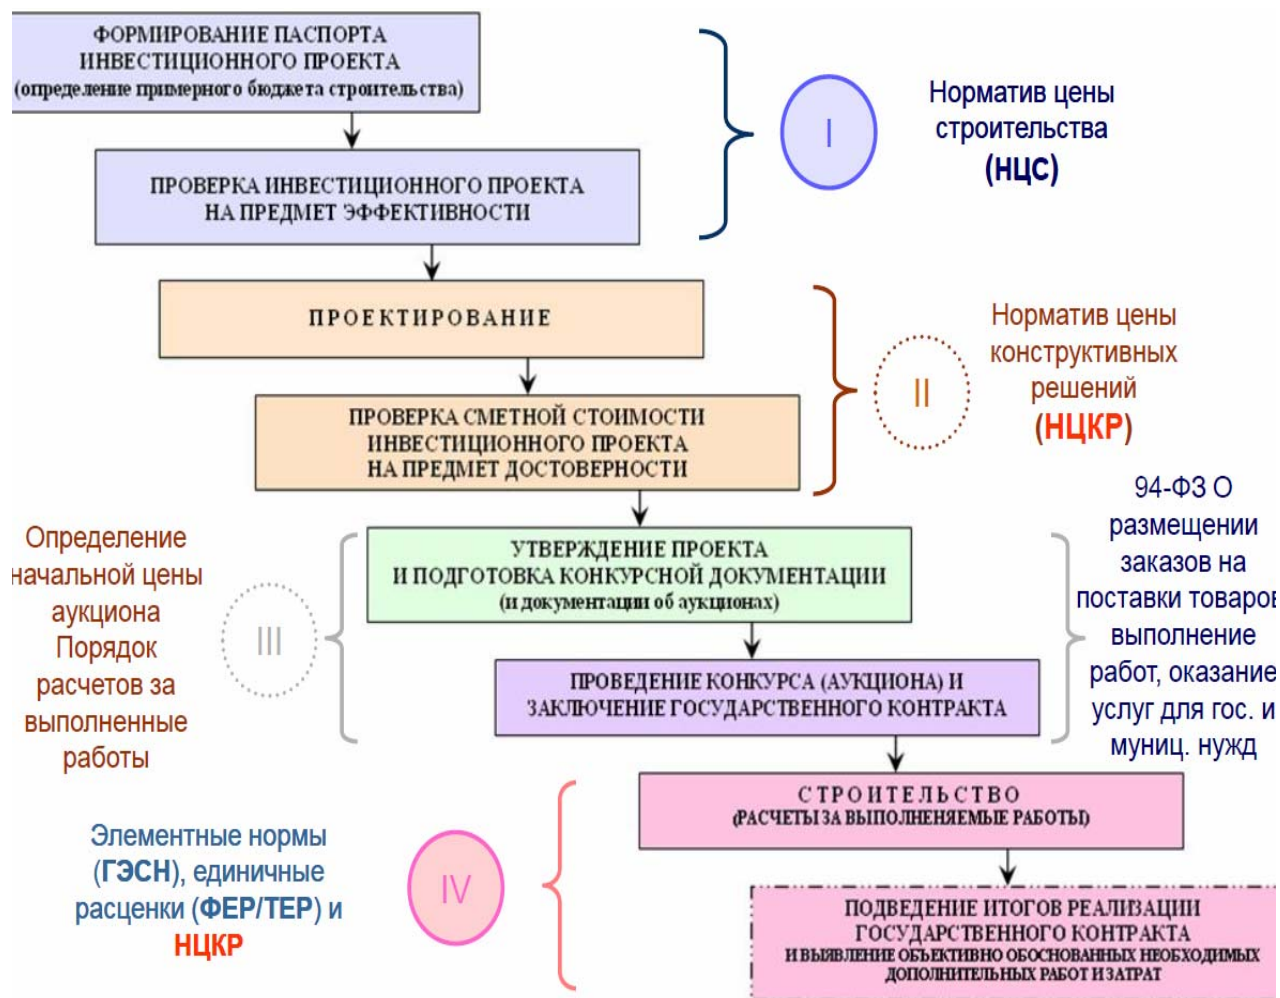 ФОРМИРОВАНИЕ ПАСПОРТА
ИНВЕСТИЦИОННОГО ПРОЕКТА
(определение примерного бюджета строительства)
I
Норматив цены
строительства
(НЦС)
ПРОВЕРКА ИНВЕСТИЦИОННОГО ПРОЕКТА
НА ПРЕДМЕТ ЭФФЕКТИВНОСТИ
ПРОЕКТИРОВАНИЕ
II
Норматив цены
конструктивных
решений
(НЦКР)
ПРОВЕРКА СМЕТНОЙ СТОИМОСТИ
ИНВЕСТИЦИОННОГО ПРОЕКТА
НА ПРЕДМЕТ ДОСТОВЕРНОСТИ
Определение
начальной цены
аукциона
Порядок
расчетов за
выполненные
работы
III
УТВЕРЖДЕНИЕ ПРОЕКТА
И ПОДГОТОВКА КОНКУРСНОЙ ДОКУМЕНТАЦИИ
(и документации об аукционах)
94-ФЗ О
размещении
заказов на
поставки товаров
выполнение
работ, оказание
услуг для гос. и
муниц. нужд
ПРОВЕДЕНИЕ КОНКУРСА (АУКЦИОНА) И
ЗАКЛЮЧЕНИЕ ГОСУДАРСТВЕННОГО КОНТРАКТА
СТРОИТЕЛЬСТВО
(РАСЧЕТЫ ЗА ВЫПОЛНЕНЯЕМЫЕ РАБОТЫ)
Элементные нормы
(ГЭСН), единичные
расценки (ФЕР/ТЕР) и
НЦКР
IV
ПОДВЕДЕНИЕ ИТОГОВ РЕАЛИЗАЦИИ
ГОСУДАРСТВЕННОГО КОНТРАКТА
И ВЫЯВЛЕНИЕ ОБЪЕКТИВНО ОБОСНОВАННЫХ НЕОБХОДИМЫХ
ДОПОЛНИТЕЛЬНЫХ РАБОТ И ЗАТРАТ